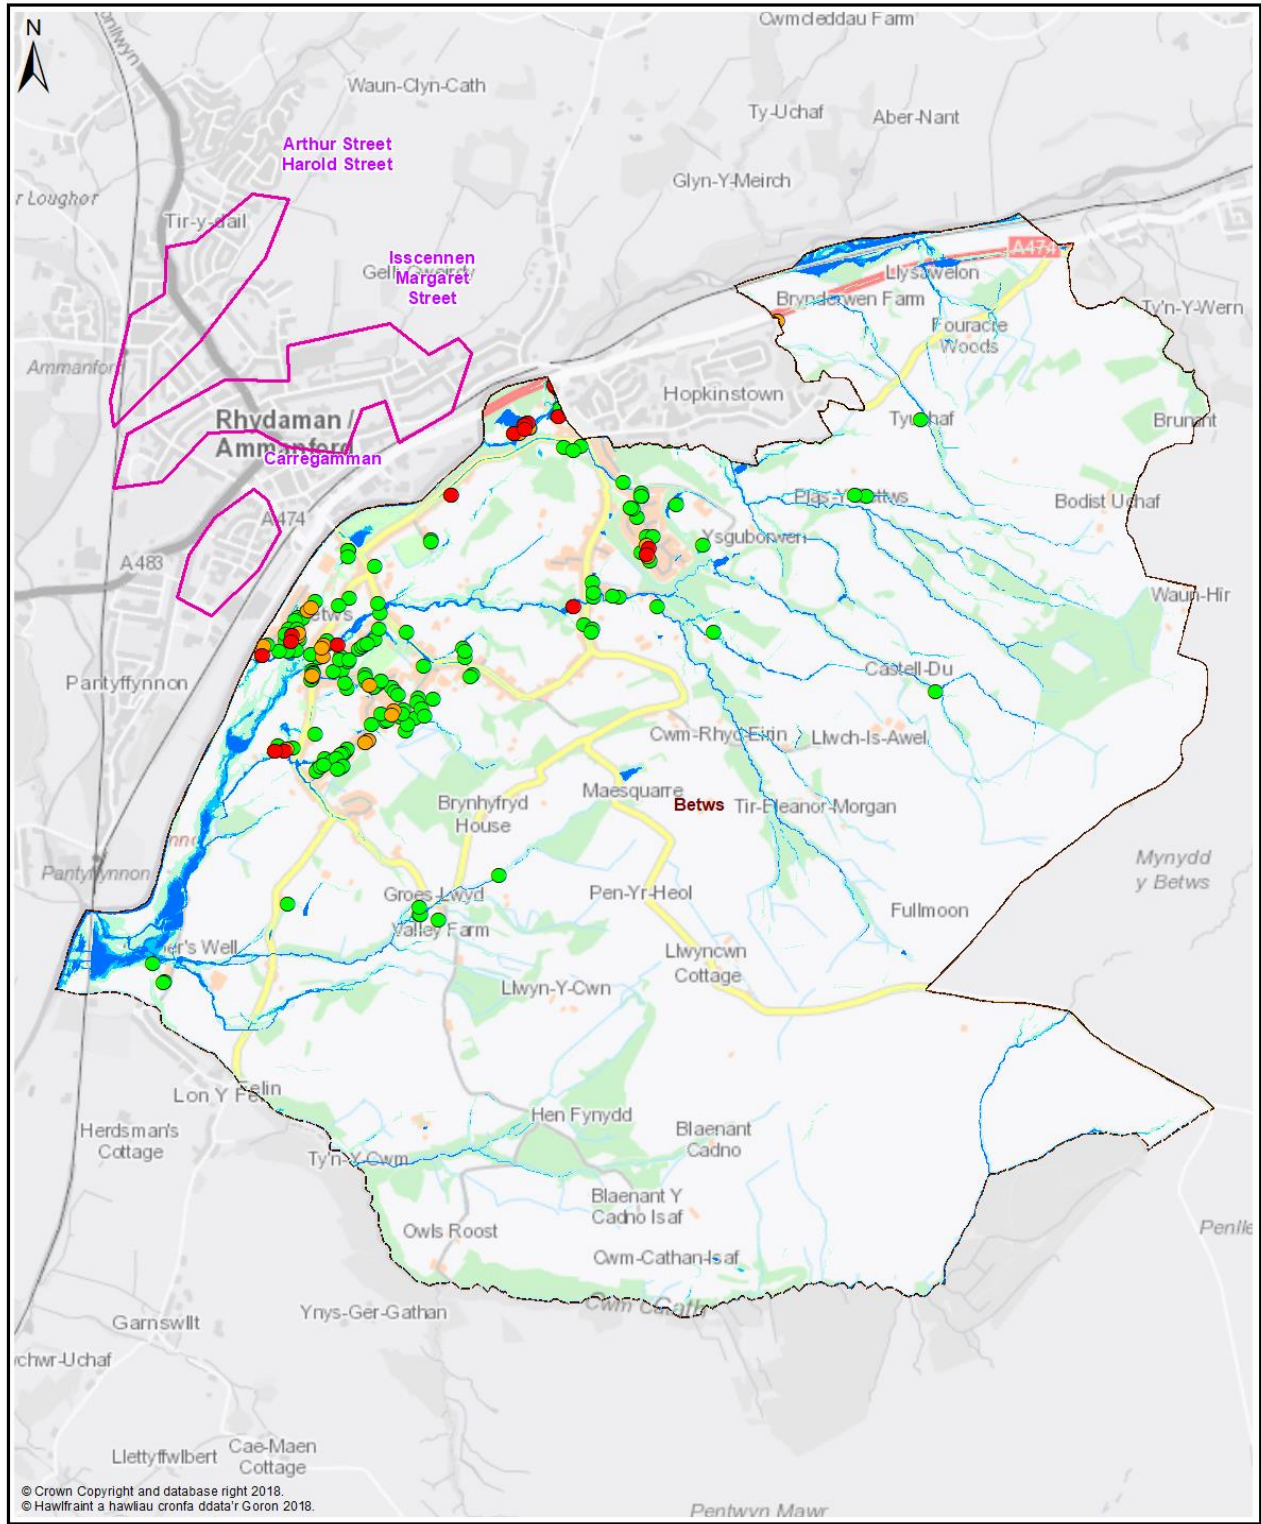 N
Cwmcleddau Farm
Waun-Clyn-Cath
Ty-Uchaf
Aber-Nant
Arthur Street
Harold Street
Glyn-Y-Meirch
r Loughor
Tir-y-dail
Isscennen
Margaret
Street
A474
Llysawelon
Brynderwen Farm
Ty'n-Y-Wern
Fouracre
Woods
Ammanford
Hopkinstown
Rhydaman /
Ammanford
Carregamman
A474
Bodist Uchaf
Ysguborwen
A483
Waun-Hir
Pantyffynnon
Castell-Du
Cwm-Rhyd-Eirin
Llwch-Is-Awel
Maesquarre
Betws
Tir-Eleanor-Morgan
Brynhyfryd
House
Mynydd
y Betws
Pantyffynnon
Groes-Lwyd
Valley Farm
Pen-Yr-Heol
Fullmoon
er's Well
Llwyncwn
Cottage
Llwyn-Y-Cwn
Lon Y Felin
Hen Fynydd
Herdsman's
Cottage
Blaenant
Cadno
Ty'n-Y-Cwm
Blaenant Y
Cadno Isaf
Owls Roost
Penlle
Cwm-Cathan-Isaf
Ynys-Ger-Gathan
Garnswllt
chwr-Uchaf
Llettyffwlbert
Cae-Maen
Cottage
© Crown Copyright and database right 2018.
© Hawlfraint a hawliau cronfa ddata'r Goron 2018.
Pentwyn Mawr